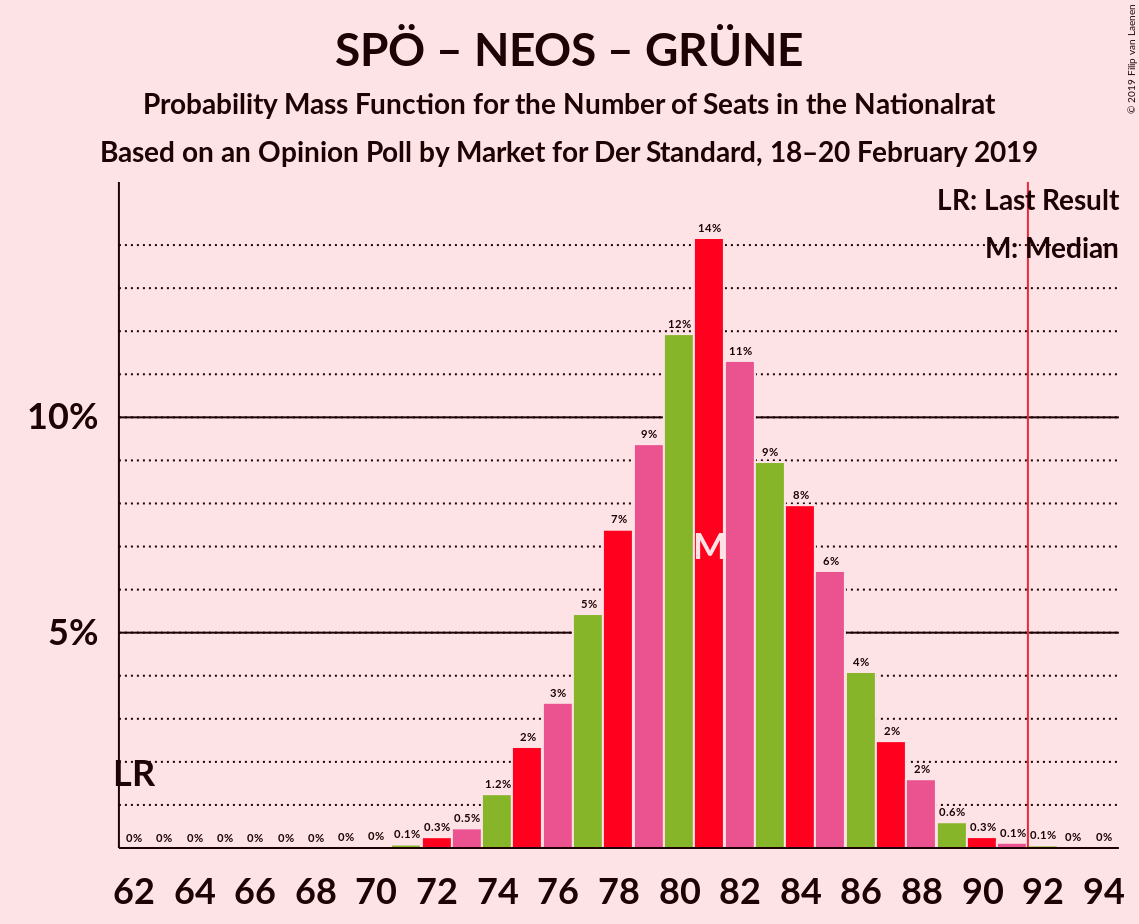 SPÖ – NEOS – GRÜNE
Probability Mass Function for the Number of Seats in the Nationalrat
Based on an Opinion Poll by Market for Der Standard, 18–20 February 2019
© 2019 Filip van Laenen
LR: Last Result
M: Median
14%
12%
11%
10%
9%
9%
8%
7%
M
6%
5%
5%
4%
3%
2%
2%
2%
LR
1.2%
0.6%
0.5%
0.3%
0.3%
0% 0% 0% 0% 0% 0% 0% 0% 0% 0.1% 0.1% 0.1% 0% 0%
62 64 66 68 70 72 74 76 78 80 82 84 86 88 90 92 94